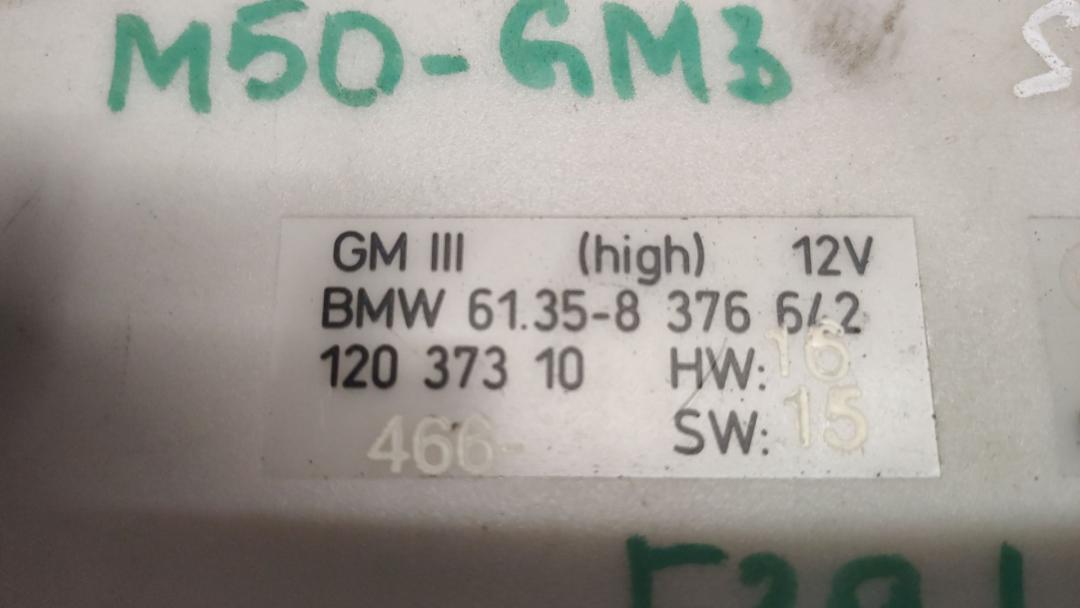 M50-GM3
GM III (high) 12V
BMW 61.35-8 376 642
120 373 10 HW: 16
466- SW: 15